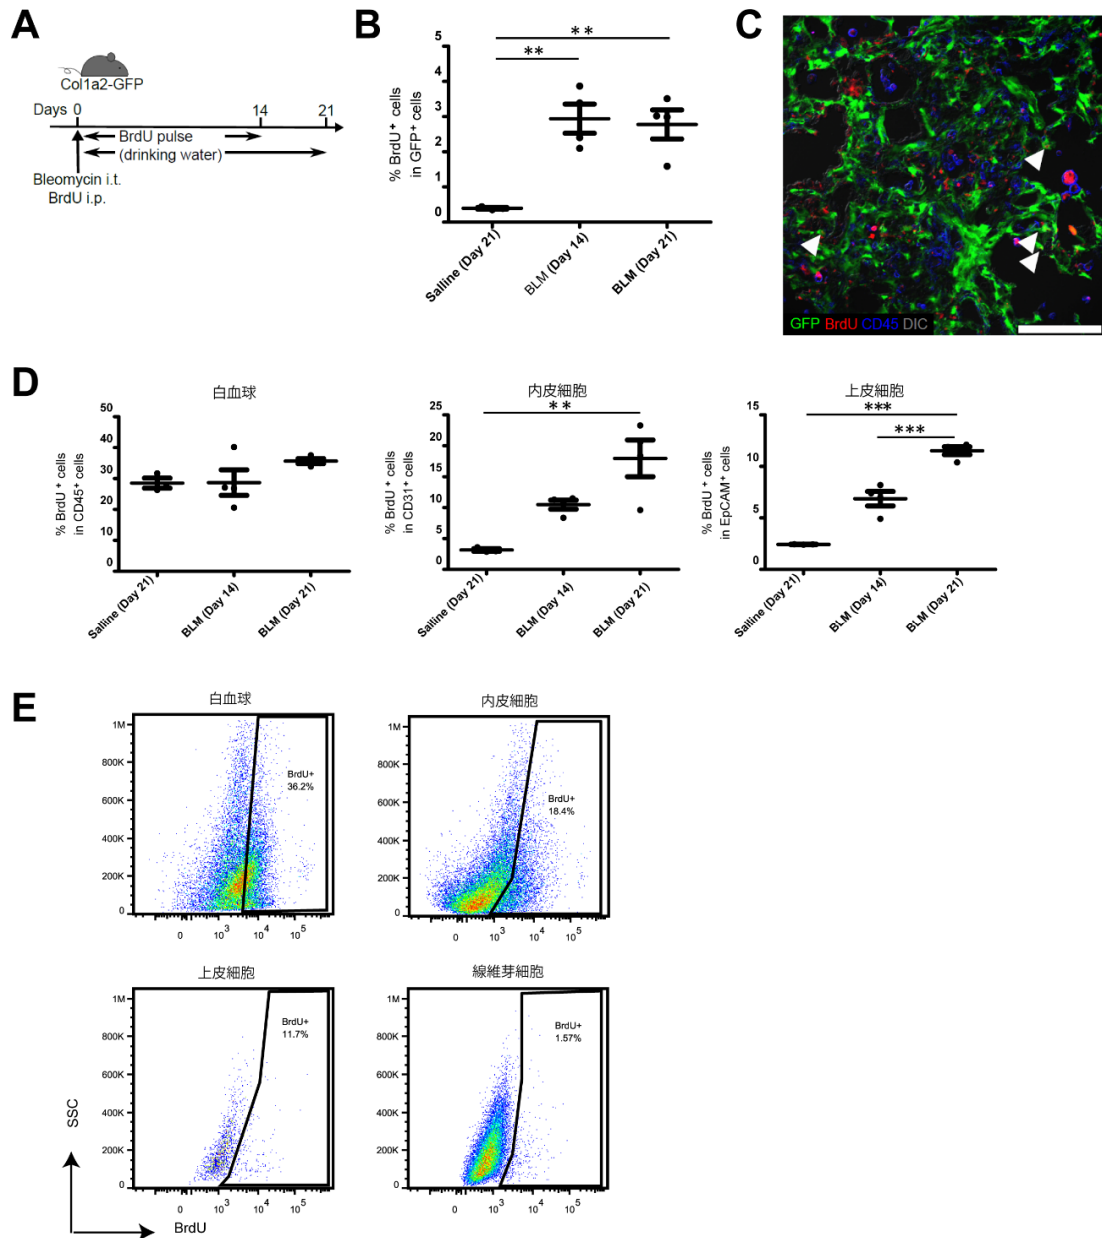 A
Col1a2-GFP
Days 0 14 21
BrdU pulse
(drinking water)
Bleomycin i.t.
BrdU i.p.
B
% BrdU⁺ cells
in GFP⁺ cells
5
4
3
2
1
0
**
**
Salline (Day 21)
BLM (Day 14)
BLM (Day 21)
C
GFP BrdU CD45 DIC
D
白血球
% BrdU⁺ cells
in CD45⁺ cells
50
40
30
20
10
0
Salline (Day 21)
BLM (Day 14)
BLM (Day 21)
内皮細胞
% BrdU⁺ cells
in CD31⁺ cells
25
20
15
10
5
0
**
Salline (Day 21)
BLM (Day 14)
BLM (Day 21)
上皮細胞
% BrdU⁺ cells
in EpCAM⁺ cells
15
10
5
0
***
***
Salline (Day 21)
BLM (Day 14)
BLM (Day 21)
E
白血球
1M
800K
600K
400K
200K
0
BrdU+
36.2%
0 10³ 10⁴ 10⁵
内皮細胞
1M
800K
600K
400K
200K
0
BrdU+
18.4%
0 10³ 10⁴ 10⁵
上皮細胞
1M
800K
600K
400K
200K
0
BrdU+
11.7%
0 10³ 10⁴ 10⁵
線維芽細胞
1M
800K
600K
400K
200K
0
BrdU+
1.57%
0 10³ 10⁴ 10⁵
SSC
BrdU